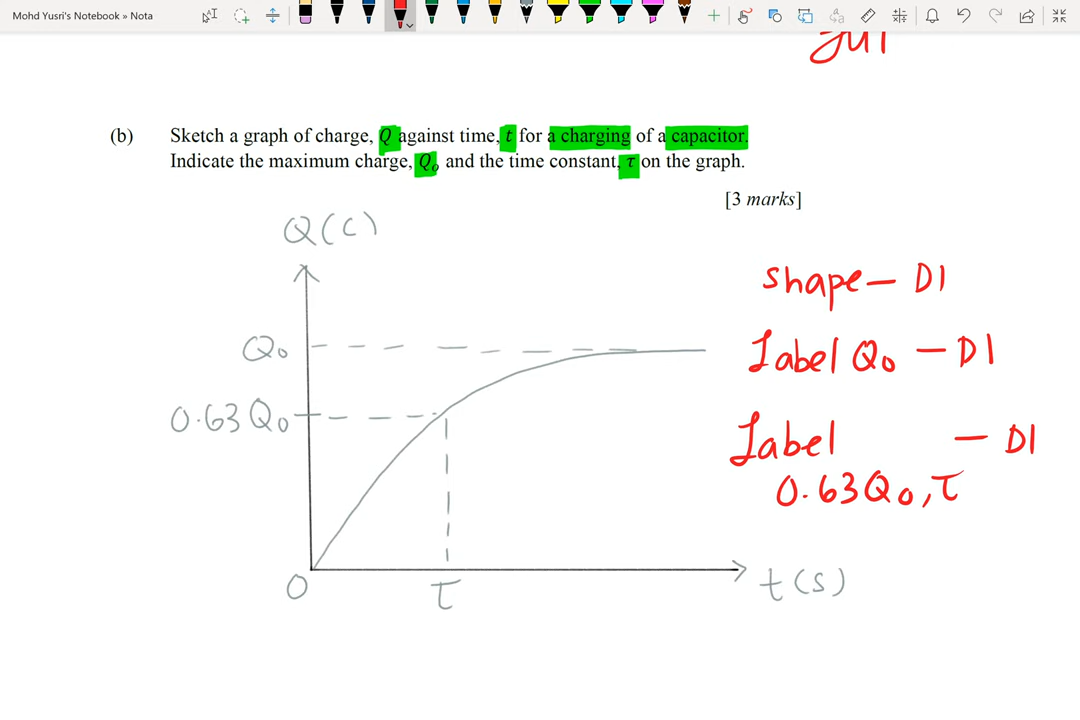 Mohd Yusri's Notebook » Nota
(b) Sketch a graph of charge, Q against time, t for a charging of a capacitor.
Indicate the maximum charge, Q₀ and the time constant, τ on the graph.
[3 marks]
Q(C)
Q₀
0.63Q₀
0
τ
t(s)
shape – D1
Label Q₀ – D1
Label – D1
0.63Q₀, τ